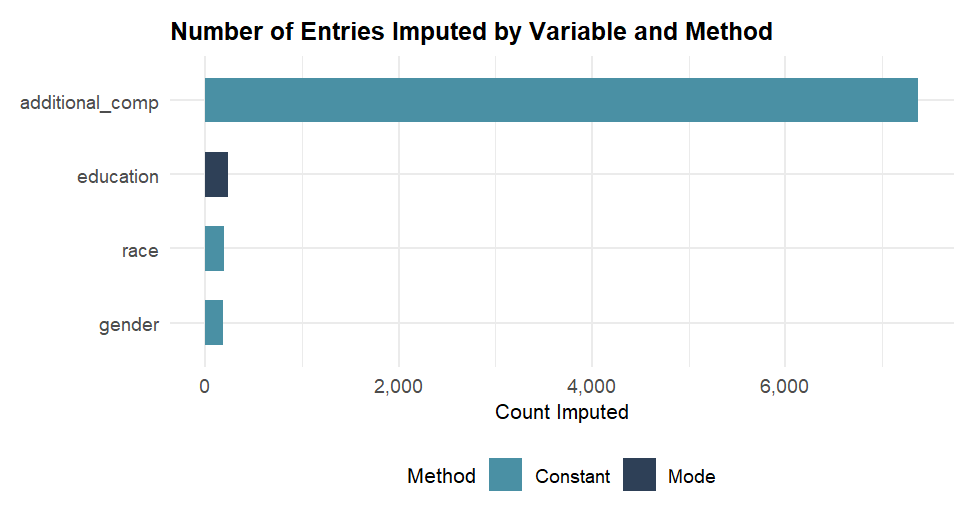 Number of Entries Imputed by Variable and Method
additional_comp
education
race
gender
0 2,000 4,000 6,000
Count Imputed
Method Constant Mode